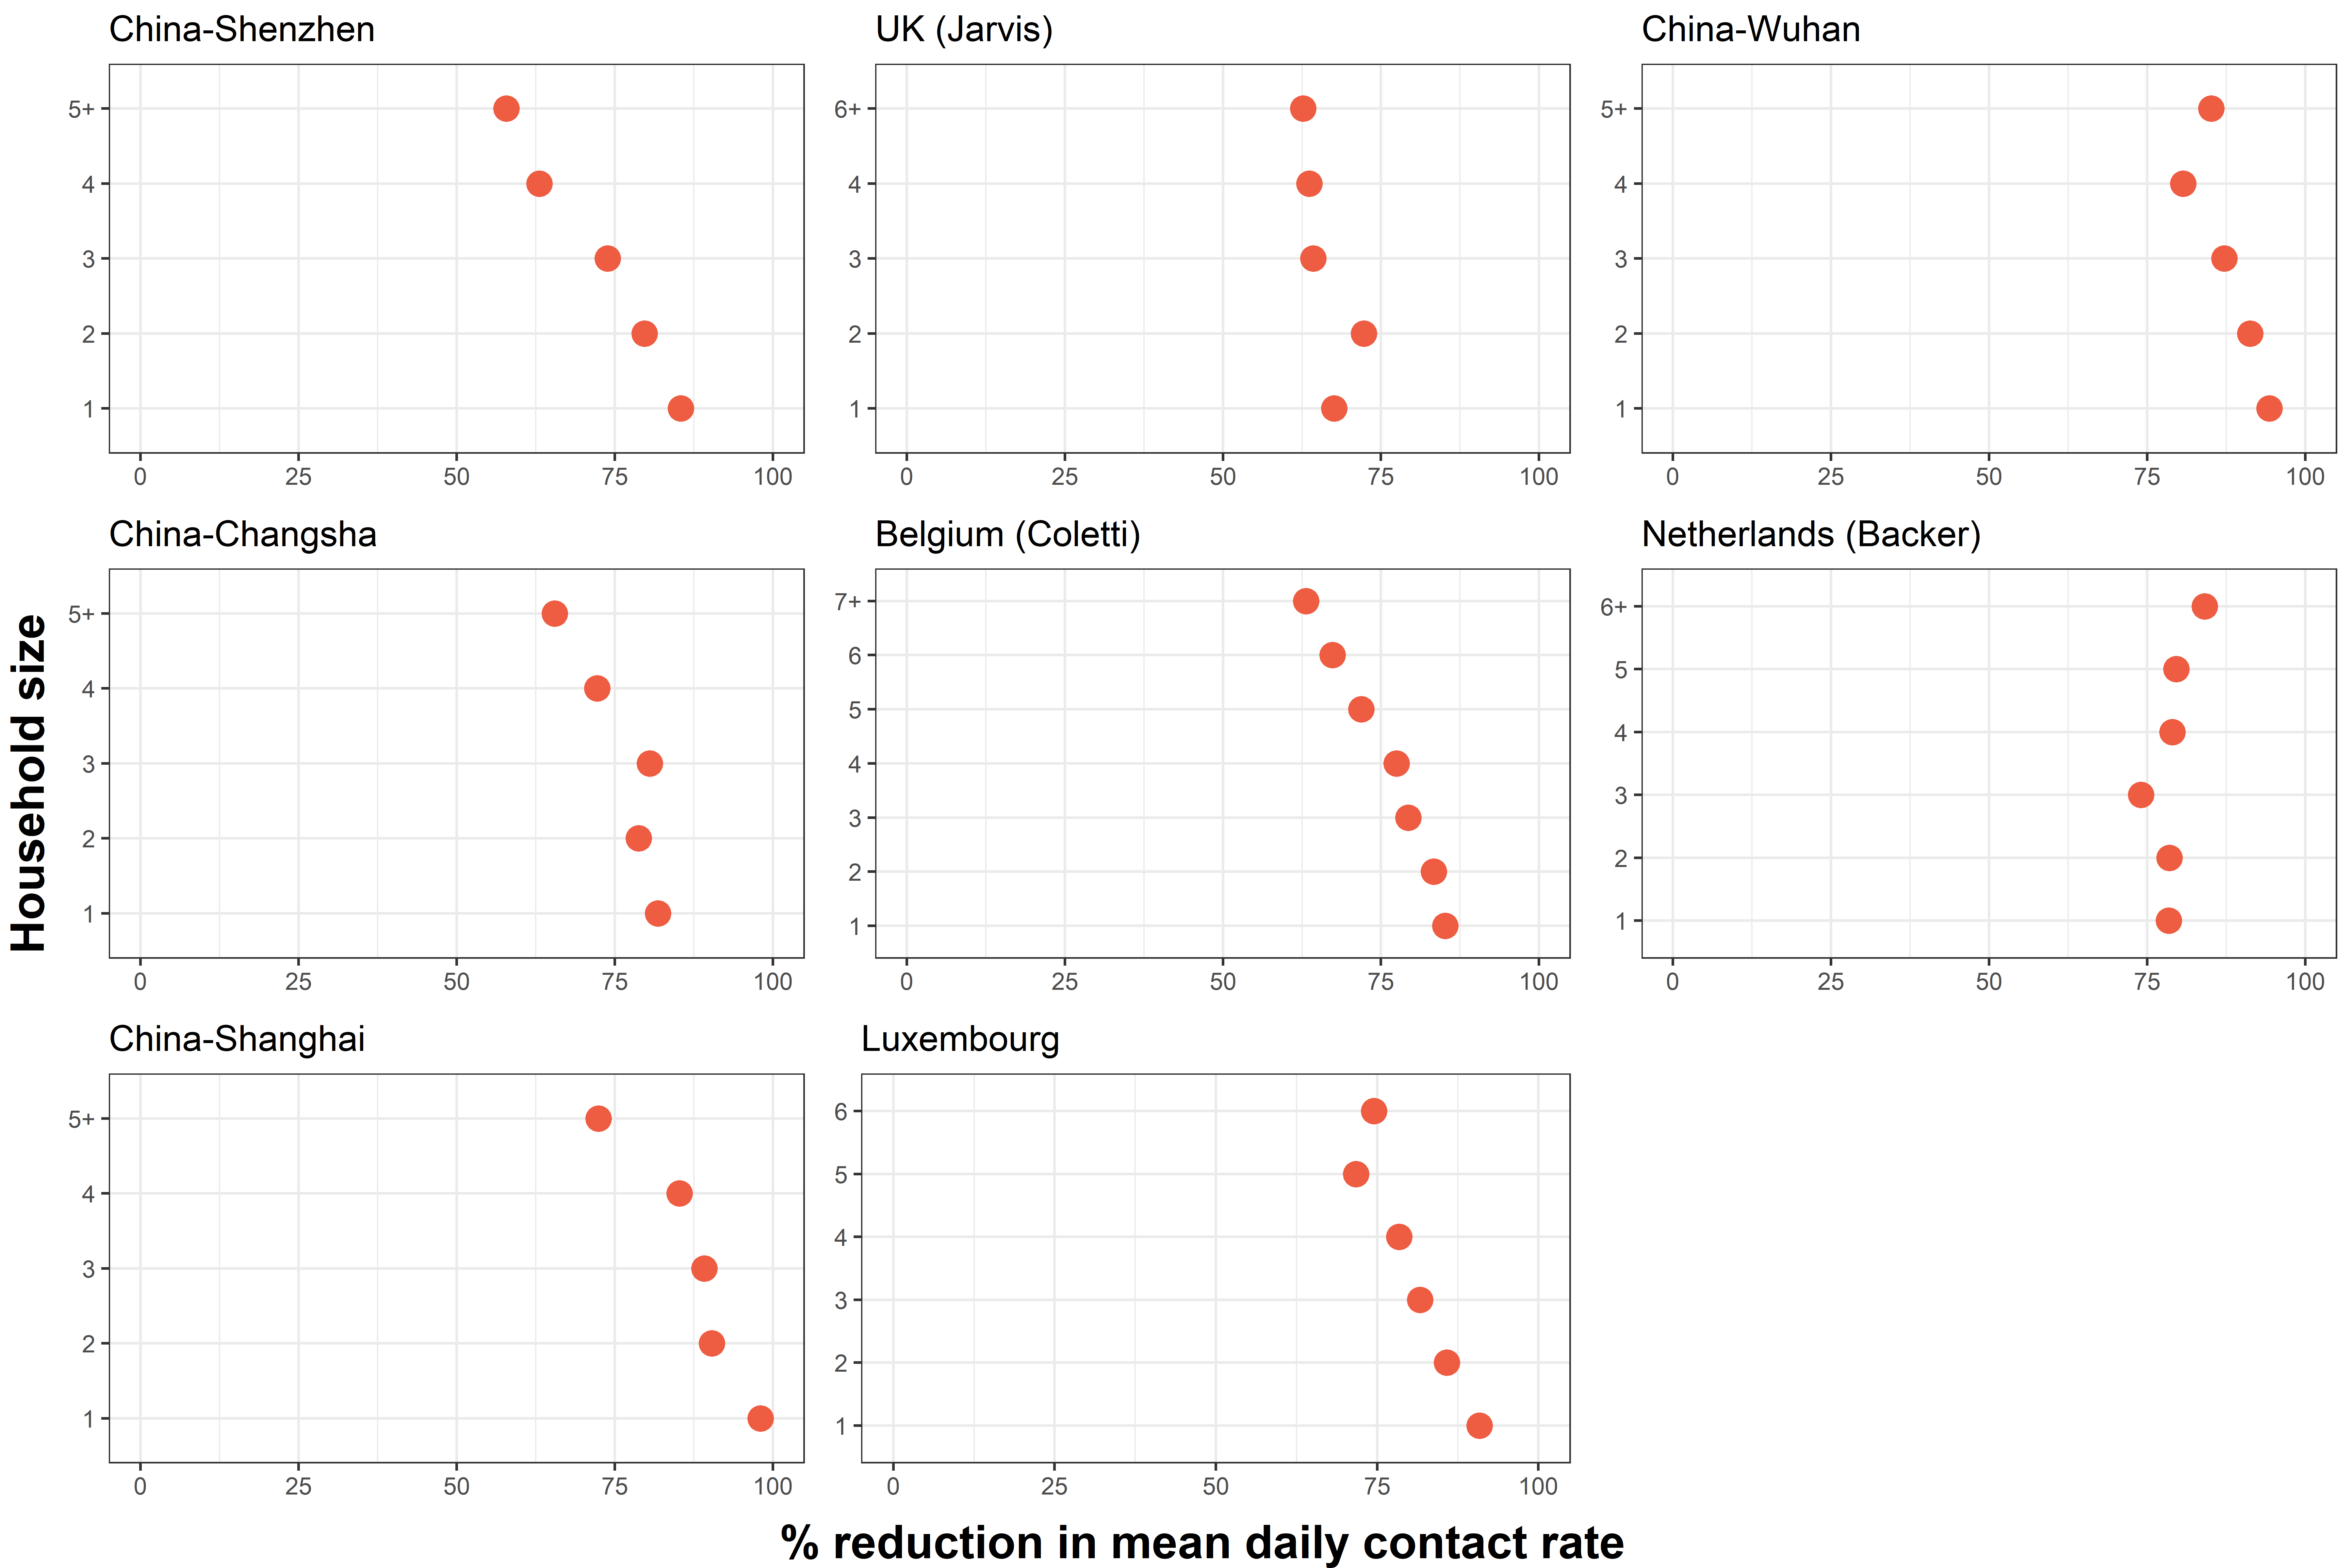 China-Shenzhen
5+
4
3
2
1
0 25 50 75 100
UK (Jarvis)
6+
4
3
2
1
0 25 50 75 100
China-Wuhan
5+
4
3
2
1
0 25 50 75 100
Household size
China-Changsha
5+
4
3
2
1
0 25 50 75 100
Belgium (Coletti)
7+
6
5
4
3
2
1
0 25 50 75 100
Netherlands (Backer)
6+
5
4
3
2
1
0 25 50 75 100
China-Shanghai
5+
4
3
2
1
0 25 50 75 100
Luxembourg
6
5
4
3
2
1
0 25 50 75 100
% reduction in mean daily contact rate